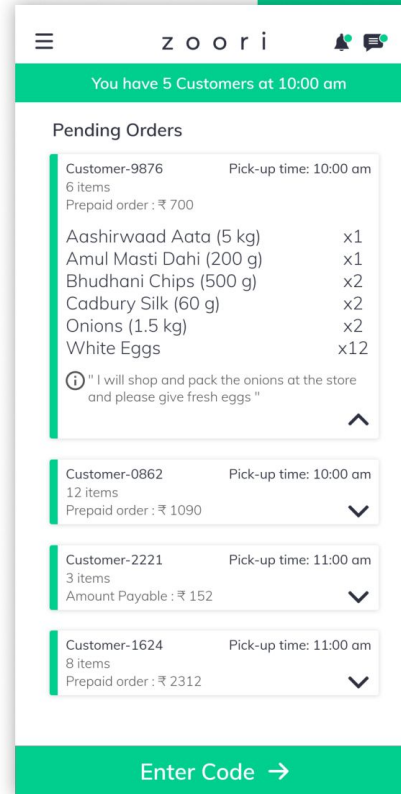 zoori
You have 5 Customers at 10:00 am
Pending Orders
Customer-9876 Pick-up time: 10:00 am
6 items
Prepaid order : ₹ 700
Aashirwaad Aata (5 kg) x1
Amul Masti Dahi (200 g) x1
Bhudhani Chips (500 g) x2
Cadbury Silk (60 g) x2
Onions (1.5 kg) x2
White Eggs x12
" I will shop and pack the onions at the store
and please give fresh eggs "
Customer-0862 Pick-up time: 10:00 am
12 items
Prepaid order : ₹ 1090
Customer-2221 Pick-up time: 11:00 am
3 items
Amount Payable : ₹ 152
Customer-1624 Pick-up time: 11:00 am
8 items
Prepaid order : ₹ 2312
Enter Code →